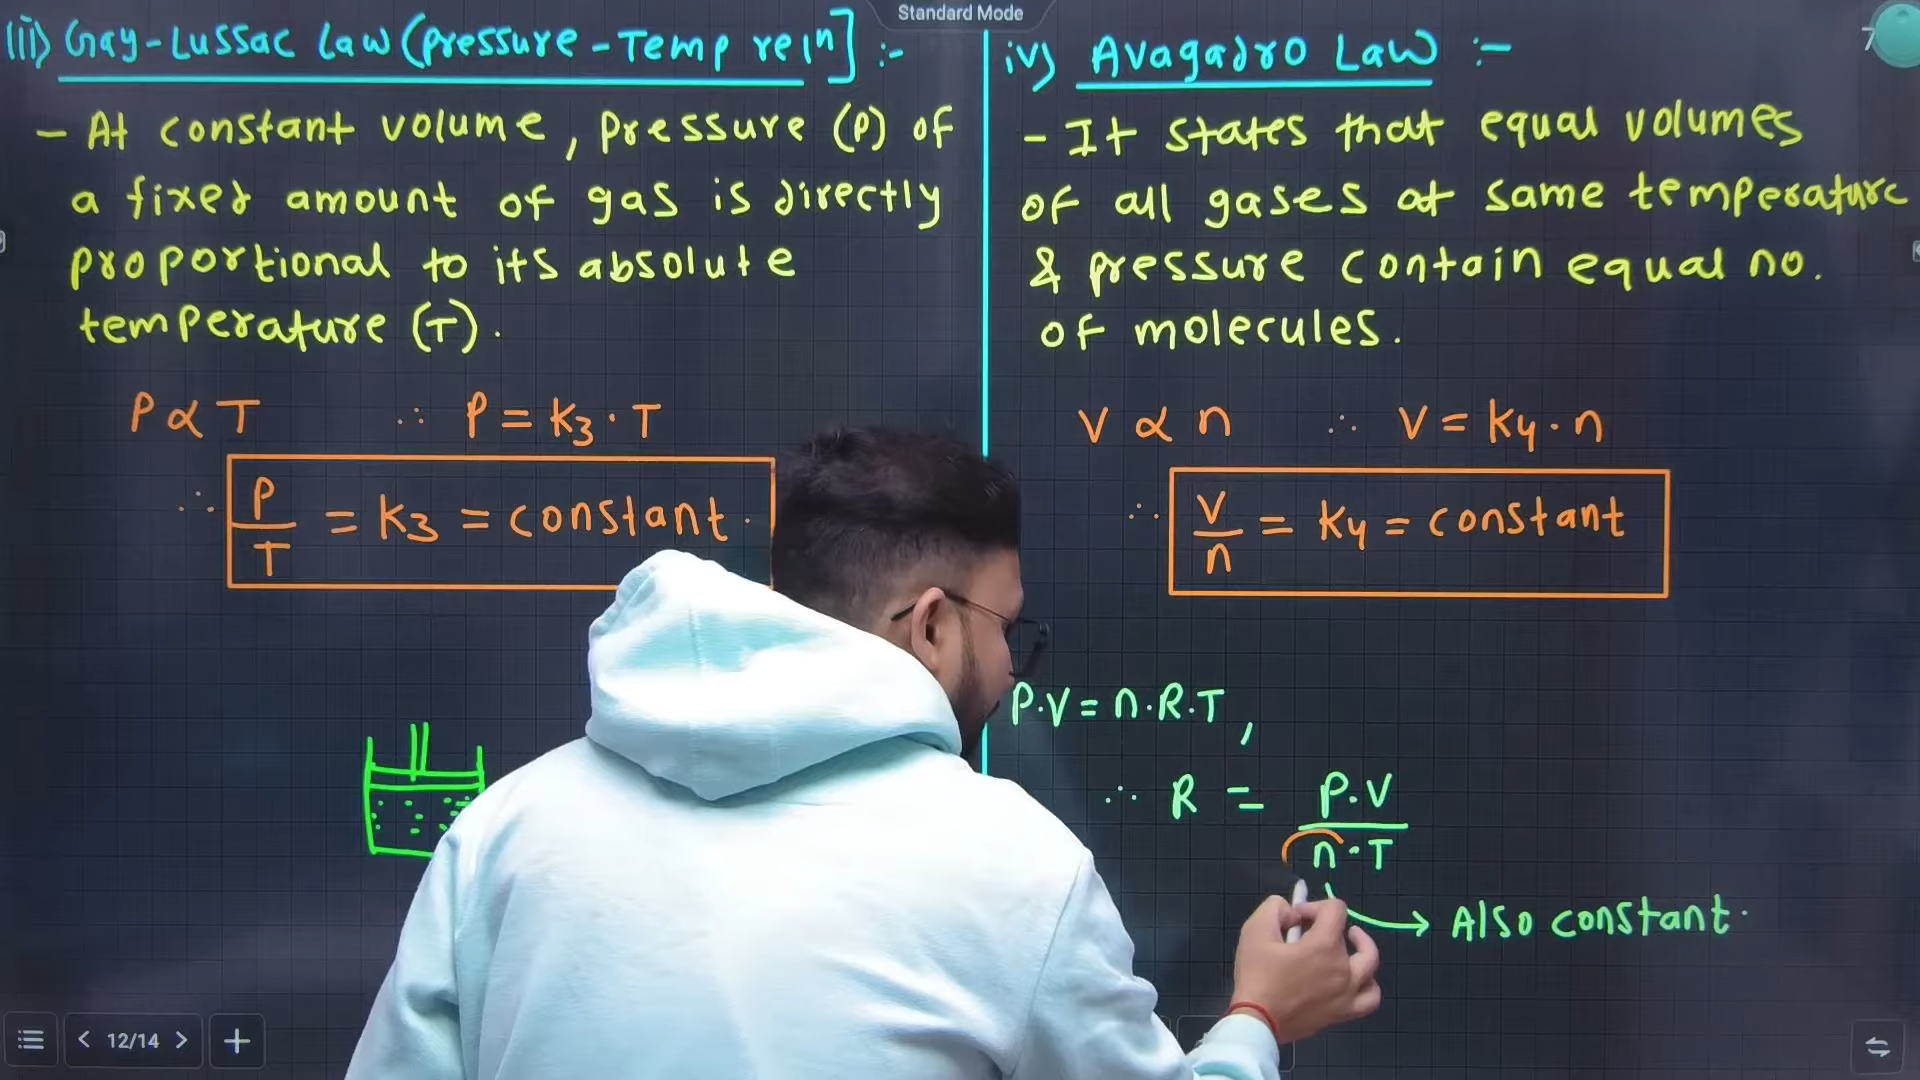 Standard Mode
(iii) Gay-Lussac Law (Pressure-Temp relⁿ] :-
- At constant volume, pressure (P) of
a fixed amount of gas is directly
proportional to its absolute
temperature (T).
P ∝ T ∴ P = K₃ · T
∴ P/T = K₃ = constant.
iv) Avagadro Law :-
- It states that equal volumes
of all gases at same temperature
& pressure contain equal no.
of molecules.
V ∝ n ∴ V = K₄ · n
∴ V/n = K₄ = constant
P·V = n·R·T,
∴ R = P·V / n·T
→ Also constant.
12/14
7